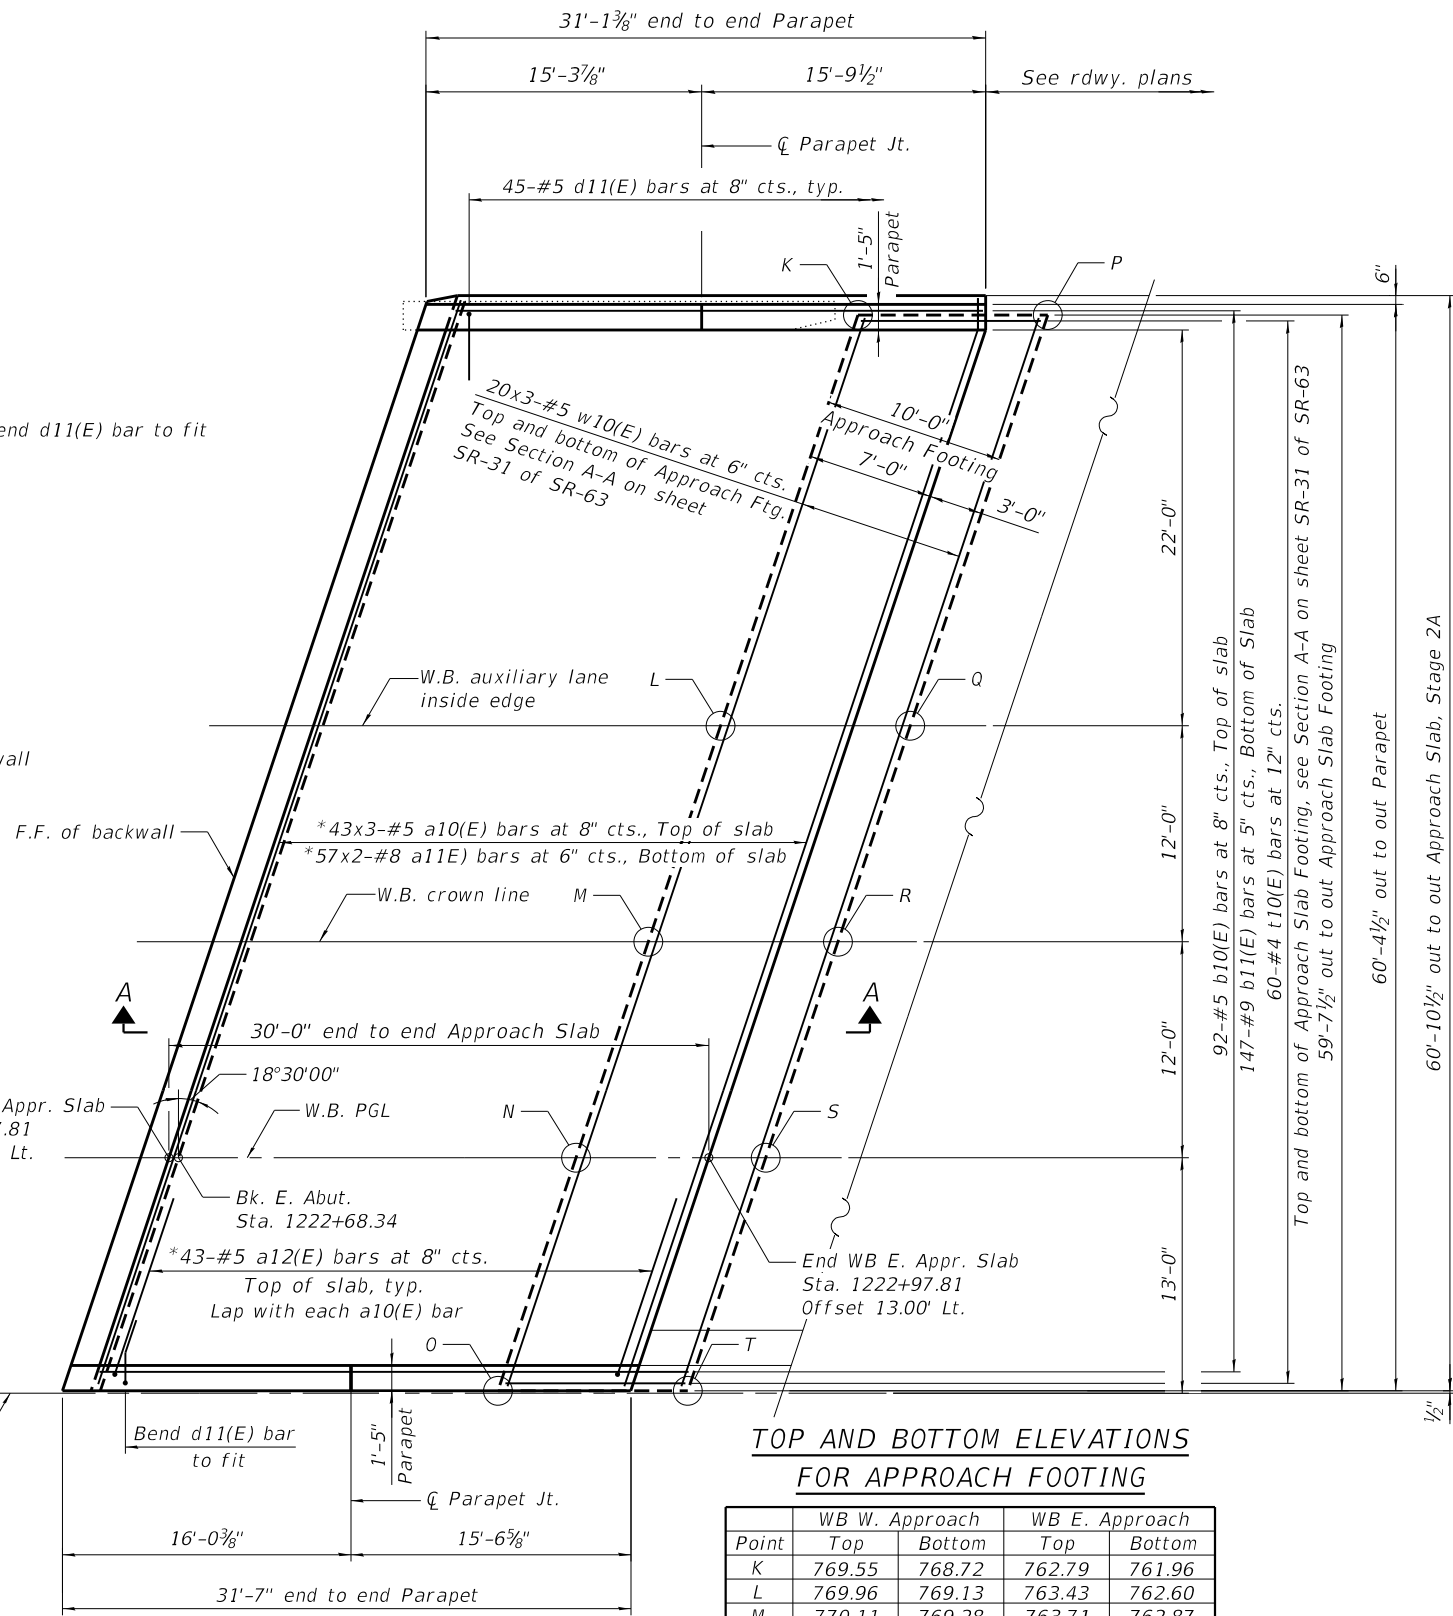 31'-1⅜" end to end Parapet
15'-3⅞"
15'-9½"
See rdwy. plans
℄ Parapet Jt.
45-#5 d11(E) bars at 8" cts., typ.
1'-5"
Parapet
K
P
6"
end d11(E) bar to fit
20x3-#5 w10(E) bars at 6" cts.
Top and bottom of Approach Ftg.
See Section A-A on sheet
SR-31 of SR-63
10'-0"
Approach Footing
7'-0"
3'-0"
22'-0"
W.B. auxiliary lane
inside edge
L
Q
F.F. of backwall
*43x3-#5 a10(E) bars at 8" cts., Top of slab
*57x2-#8 a11E) bars at 6" cts., Bottom of slab
12'-0"
W.B. crown line
M
R
A
A
30'-0" end to end Approach Slab
18°30'00"
12'-0"
Appr. Slab
.81
Lt.
W.B. PGL
N
S
Bk. E. Abut.
Sta. 1222+68.34
*43-#5 a12(E) bars at 8" cts.
Top of slab, typ.
Lap with each a10(E) bar
End WB E. Appr. Slab
Sta. 1222+97.81
Offset 13.00' Lt.
13'-0"
O
T
92-#5 b10(E) bars at 8" cts., Top of slab
147-#9 b11(E) bars at 5" cts., Bottom of Slab
60-#4 t10(E) bars at 12" cts.
Top and bottom of Approach Slab Footing, see Section A-A on sheet SR-31 of SR-63
59'-7½" out to out Approach Slab Footing
60'-4½" out to out Parapet
60'-10½" out to out Approach Slab, Stage 2A
½"
Bend d11(E) bar
to fit
1'-5"
Parapet
℄ Parapet Jt.
16'-0⅜"
15'-6⅝"
31'-7" end to end Parapet
TOP AND BOTTOM ELEVATIONS
FOR APPROACH FOOTING
WB W. Approach WB E. Approach
Point Top Bottom Top Bottom
K 769.55 768.72 762.79 761.96
L 769.96 769.13 763.43 762.60
M 770.11 769.28 763.71 762.87